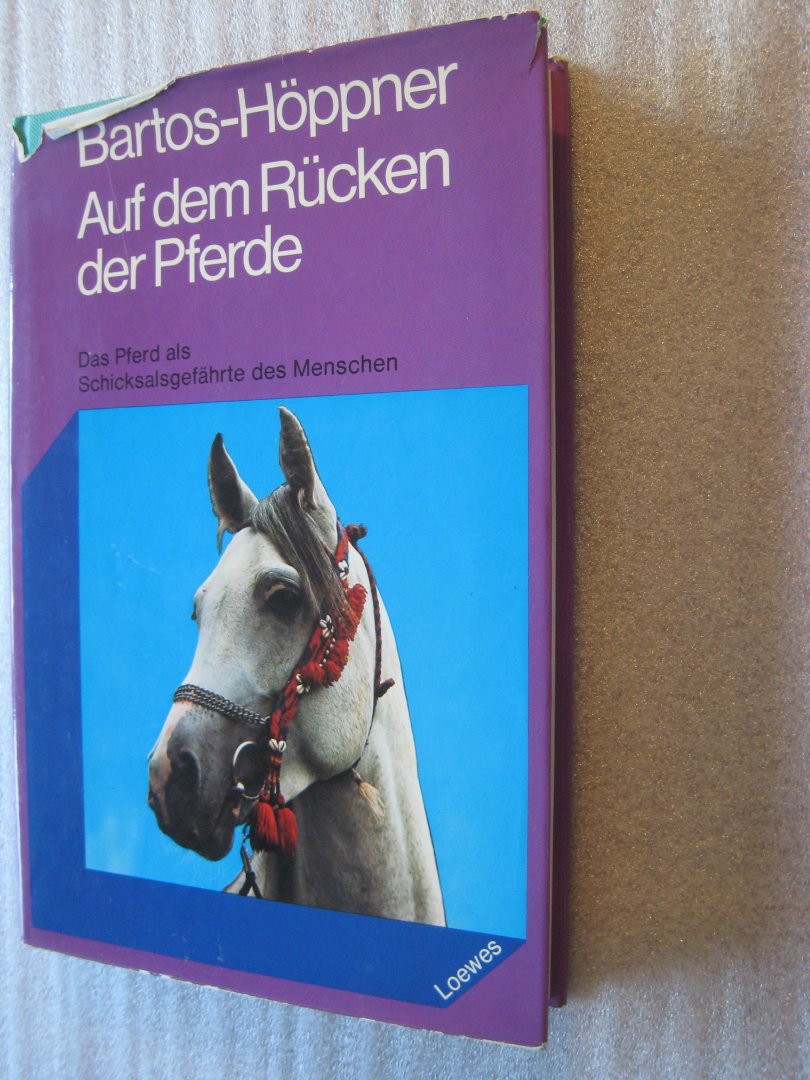 Bartos-Höppner
Auf dem Rücken
der Pferde
Das Pferd als
Schicksalsgefährte des Menschen
Loewes